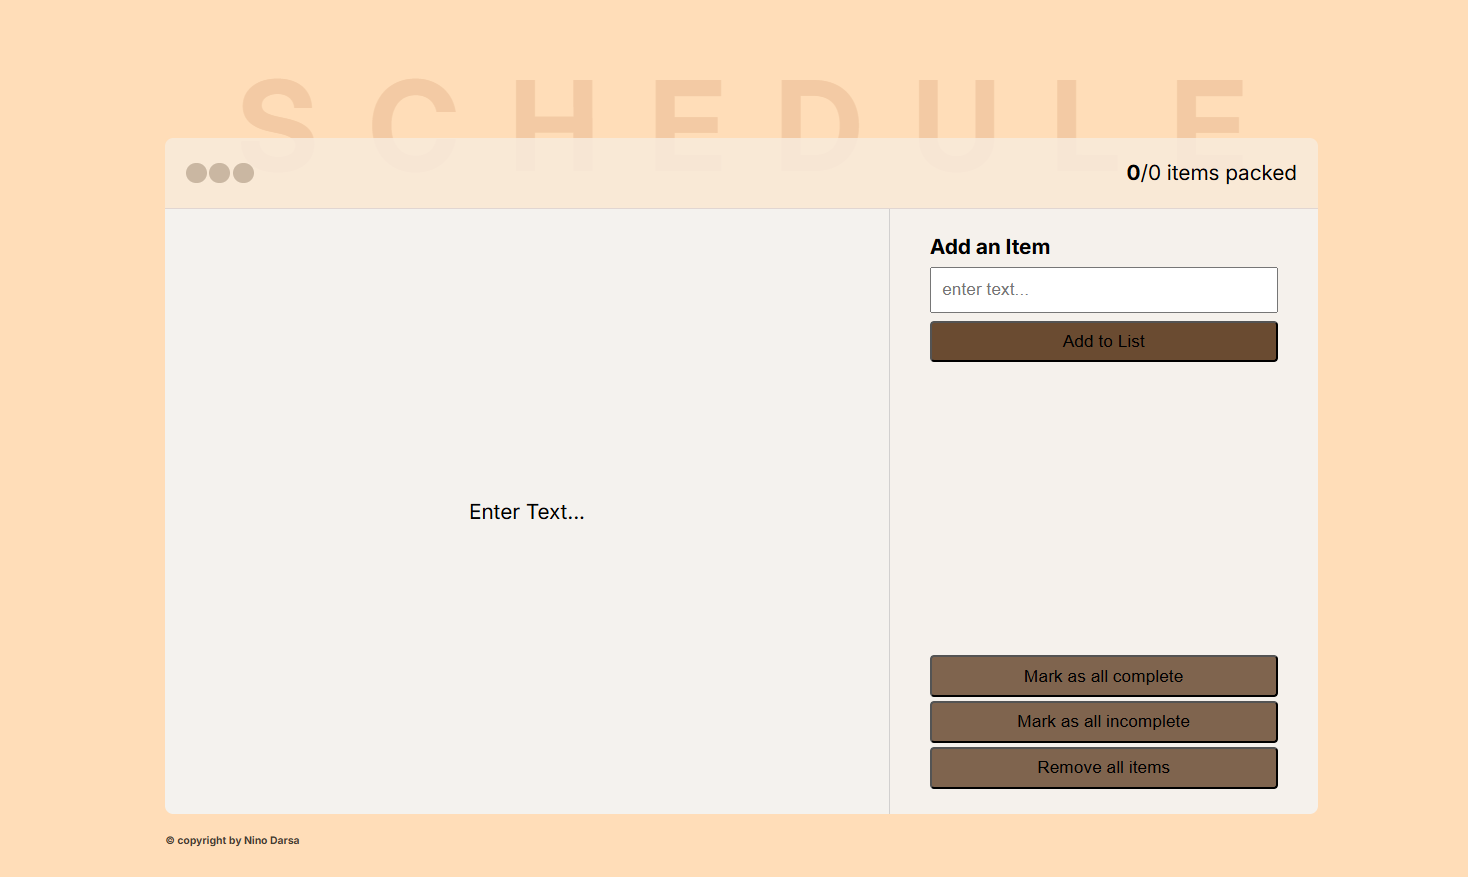 SCHEDULE
0/0 items packed
Add an Item
enter text...
Add to List
Enter Text...
Mark as all complete
Mark as all incomplete
Remove all items
© copyright by Nino Darsa